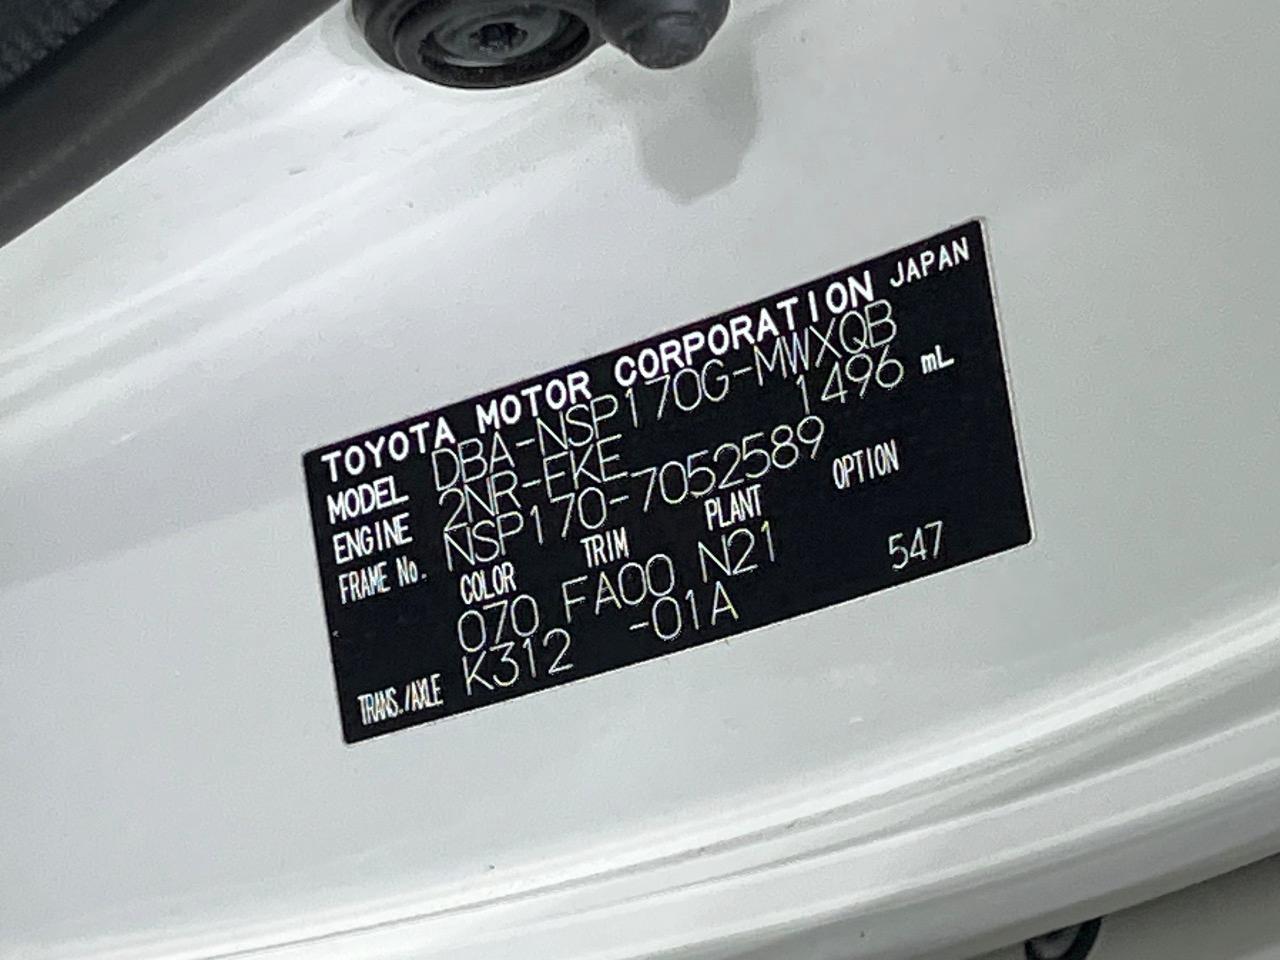 TOYOTA MOTOR CORPORATION JAPAN
MODEL DBA-NSP170G-MWXQB
ENGINE 2NR-FKE 1496 mL
FRAME No. NSP170-7052589
COLOR TRIM PLANT OPTION
070 FA00 N21 547
TRANS./AXLE K312 -01A